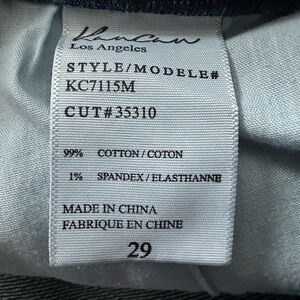 KanCan
Los Angeles
STYLE/MODELE#
KC7115M
CUT#35310
99% COTTON/COTON
1% SPANDEX/ELASTHANNE
MADE IN CHINA
FABRIQUE EN CHINE
29